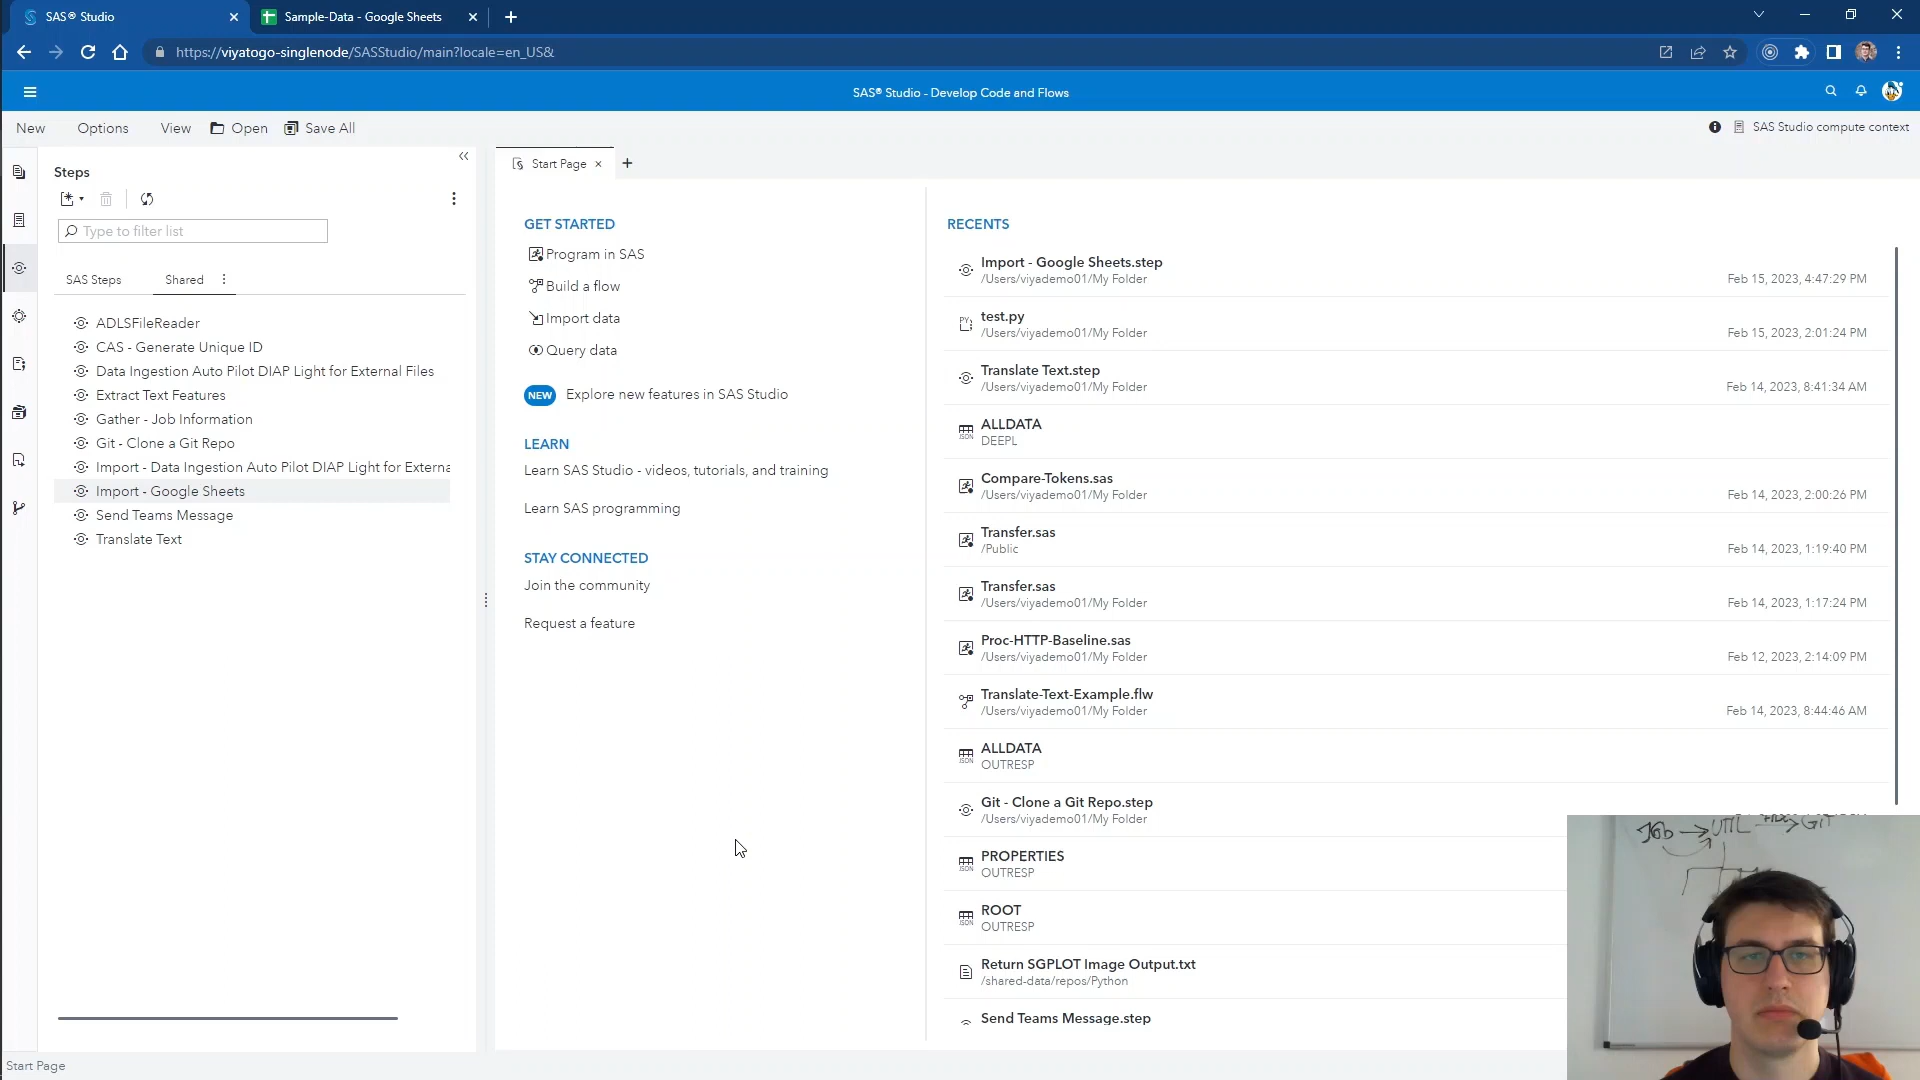 SAS® Studio
Sample-Data - Google Sheets
https://viyatogo-singlenode/SASStudio/main?locale=en_US&
SAS® Studio - Develop Code and Flows
New Options View Open Save All
SAS Studio compute context
Steps
Type to filter list
SAS Steps Shared
ADLSFileReader
CAS - Generate Unique ID
Data Ingestion Auto Pilot DIAP Light for External Files
Extract Text Features
Gather - Job Information
Git - Clone a Git Repo
Import - Data Ingestion Auto Pilot DIAP Light for Externa
Import - Google Sheets
Send Teams Message
Translate Text
Start Page
GET STARTED
Program in SAS
Build a flow
Import data
Query data
NEW Explore new features in SAS Studio
LEARN
Learn SAS Studio - videos, tutorials, and training
Learn SAS programming
STAY CONNECTED
Join the community
Request a feature
RECENTS
Import - Google Sheets.step
/Users/viyademo01/My Folder Feb 15, 2023, 4:47:29 PM
test.py
/Users/viyademo01/My Folder Feb 15, 2023, 2:01:24 PM
Translate Text.step
/Users/viyademo01/My Folder Feb 14, 2023, 8:41:34 AM
ALLDATA
DEEPL
Compare-Tokens.sas
/Users/viyademo01/My Folder Feb 14, 2023, 2:00:26 PM
Transfer.sas
/Public Feb 14, 2023, 1:19:40 PM
Transfer.sas
/Users/viyademo01/My Folder Feb 14, 2023, 1:17:24 PM
Proc-HTTP-Baseline.sas
/Users/viyademo01/My Folder Feb 12, 2023, 2:14:09 PM
Translate-Text-Example.flw
/Users/viyademo01/My Folder Feb 14, 2023, 8:44:46 AM
ALLDATA
OUTRESP
Git - Clone a Git Repo.step
/Users/viyademo01/My Folder
PROPERTIES
OUTRESP
ROOT
OUTRESP
Return SGPLOT Image Output.txt
/shared-data/repos/Python
Send Teams Message.step
Start Page